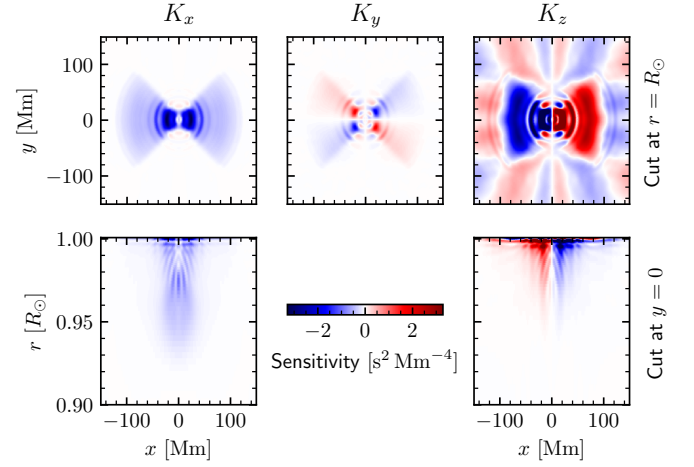 K_x K_y K_z
100
0
−100
y [Mm]
Cut at r = R_⊙
1.00
0.95
0.90
r [R_⊙]
−2 0 2
Sensitivity [s² Mm⁻⁴]
Cut at y = 0
−100 0 100 −100 0 100
x [Mm] x [Mm]